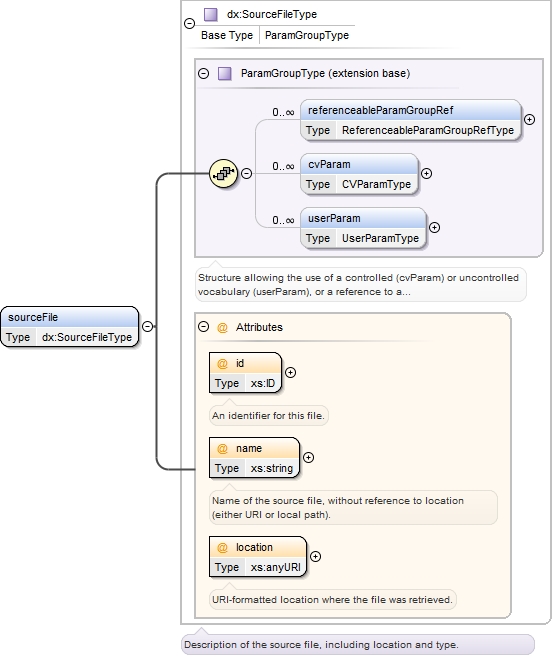 dx:SourceFileType
Base Type ParamGroupType
ParamGroupType (extension base)
0..∞ referenceableParamGroupRef
Type ReferenceableParamGroupRefType
0..∞ cvParam
Type CVParamType
0..∞ userParam
Type UserParamType
Structure allowing the use of a controlled (cvParam) or uncontrolled
vocabulary (userParam), or a reference to a...
sourceFile
Type dx:SourceFileType
@ Attributes
@ id
Type xs:ID
An identifier for this file.
@ name
Type xs:string
Name of the source file, without reference to location
(either URI or local path).
@ location
Type xs:anyURI
URI-formatted location where the file was retrieved.
Description of the source file, including location and type.